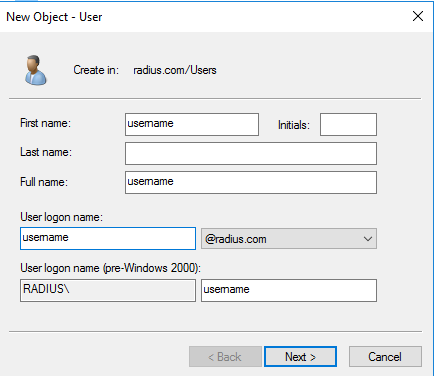 New Object - User
Create in: radius.com/Users
First name: username Initials:
Last name:
Full name: username
User logon name:
username @radius.com
User logon name (pre-Windows 2000):
RADIUS\ username
< Back Next > Cancel